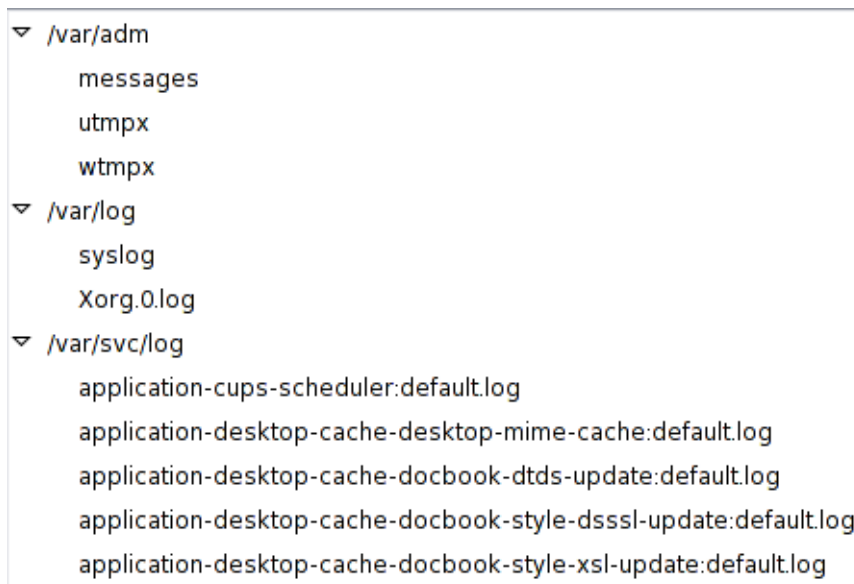 /var/adm
messages
utmpx
wtmpx
/var/log
syslog
Xorg.0.log
/var/svc/log
application-cups-scheduler:default.log
application-desktop-cache-desktop-mime-cache:default.log
application-desktop-cache-docbook-dtds-update:default.log
application-desktop-cache-docbook-style-dsssl-update:default.log
application-desktop-cache-docbook-style-xsl-update:default.log